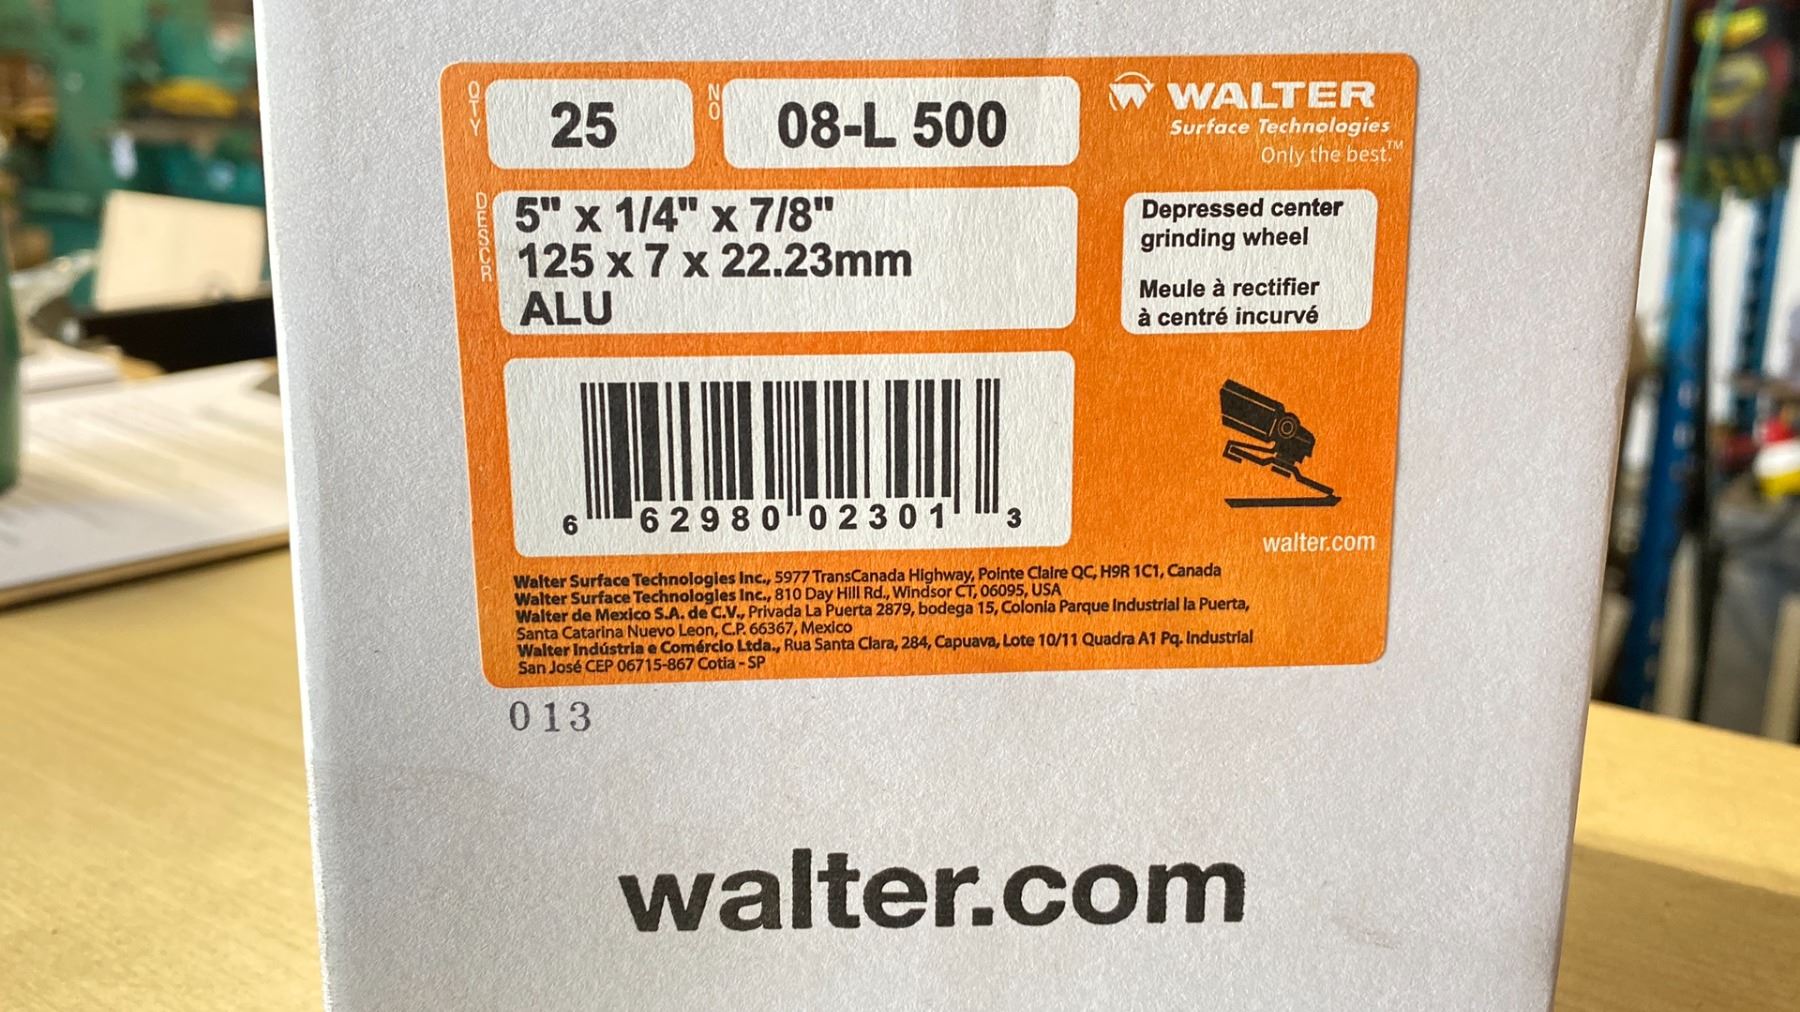 QTY
25
NO
08-L 500
WALTER
Surface Technologies
Only the best.™
DESCR
5" x 1/4" x 7/8"
125 x 7 x 22.23mm
ALU
Depressed center
grinding wheel
Meule à rectifier
à centré incurvé
6 62980 02301 3
walter.com
Walter Surface Technologies Inc., 5977 TransCanada Highway, Pointe Claire QC, H9R 1C1, Canada
Walter Surface Technologies Inc., 810 Day Hill Rd., Windsor CT, 06095, USA
Walter de Mexico S.A. de C.V., Privada La Puerta 2879, bodega 15, Colonia Parque Industrial la Puerta,
Santa Catarina Nuevo Leon, C.P. 66367, Mexico
Walter Indústria e Comércio Ltda., Rua Santa Clara, 284, Capuava, Lote 10/11 Quadra A1 Pq. Industrial
San José CEP 06715-867 Cotia - SP
013
walter.com